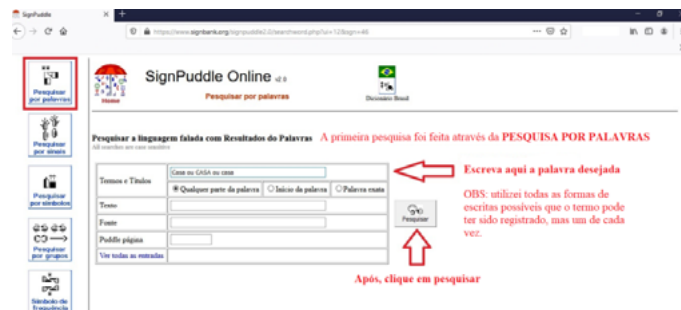 SignPuddle
https://www.signbank.org/signpuddle2.0/searchword.php?ui=12&sgn=46
Pesquisar
por palavras
Home
SignPuddle Online v2.0
Pesquisar por palavras
Dicionário Brasil
Pesquisar
por sinais
Pesquisar a linguagem falada com Resultados do Palavras
All searches are case sensitive
A primeira pesquisa foi feita através da PESQUISA POR PALAVRAS
Termos e Títulos
Casa ou CASA ou casa
Qualquer parte da palavra
Início da palavra
Palavra exata
Texto
Fonte
Puddle página
Ver todas as entradas
Pesquisar
Escreva aqui a palavra desejada
OBS: utilizei todas as formas de
escritas possíveis que o termo pode
ter sido registrado, mas um de cada
vez.
Pesquisar
por símbolos
Pesquisar
por grupos
Após, clique em pesquisar
Símbolo de
frequência